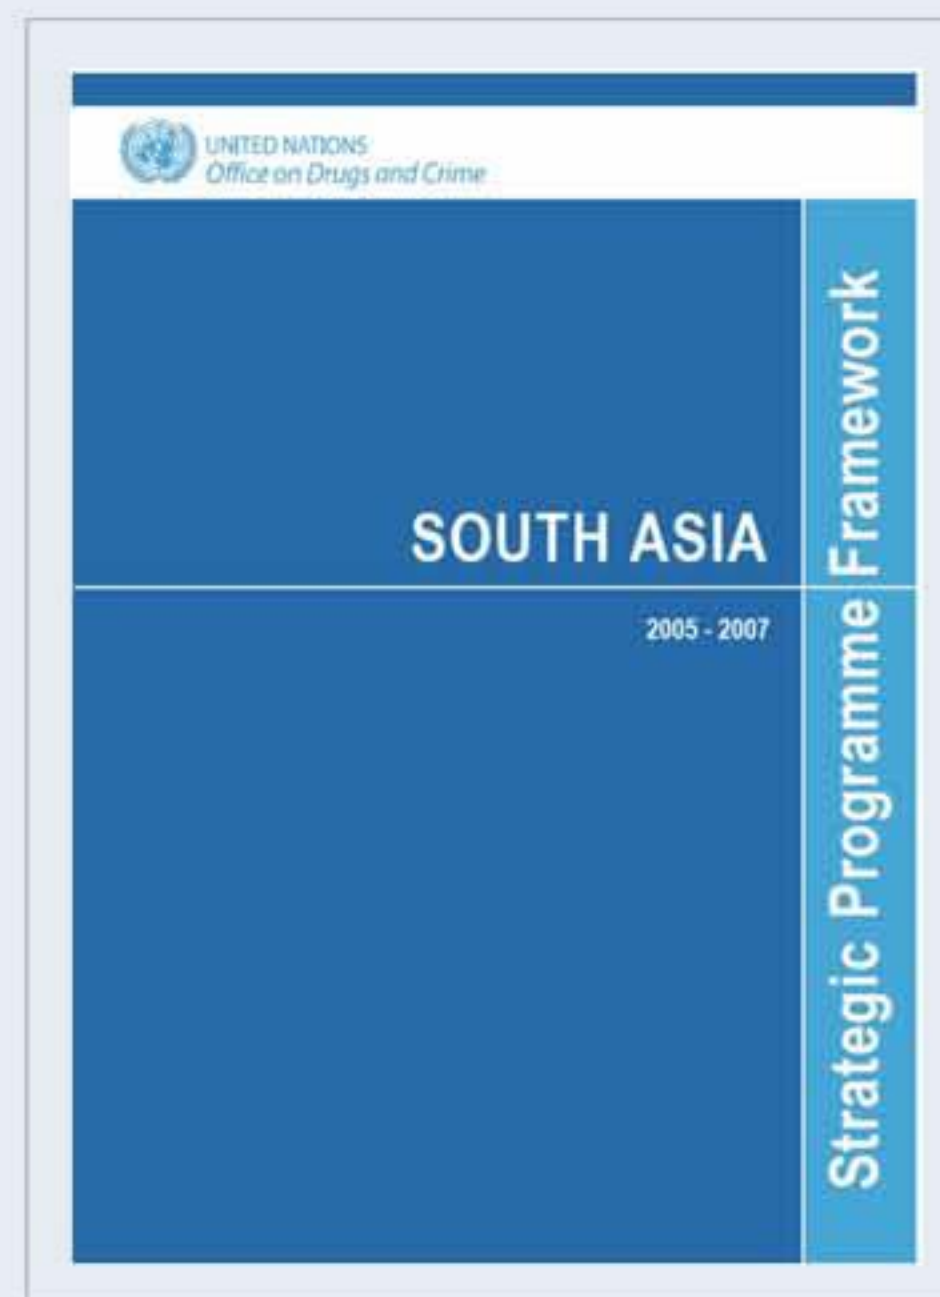 UNITED NATIONS
Office on Drugs and Crime
SOUTH ASIA
2005 - 2007
Strategic Programme Framework